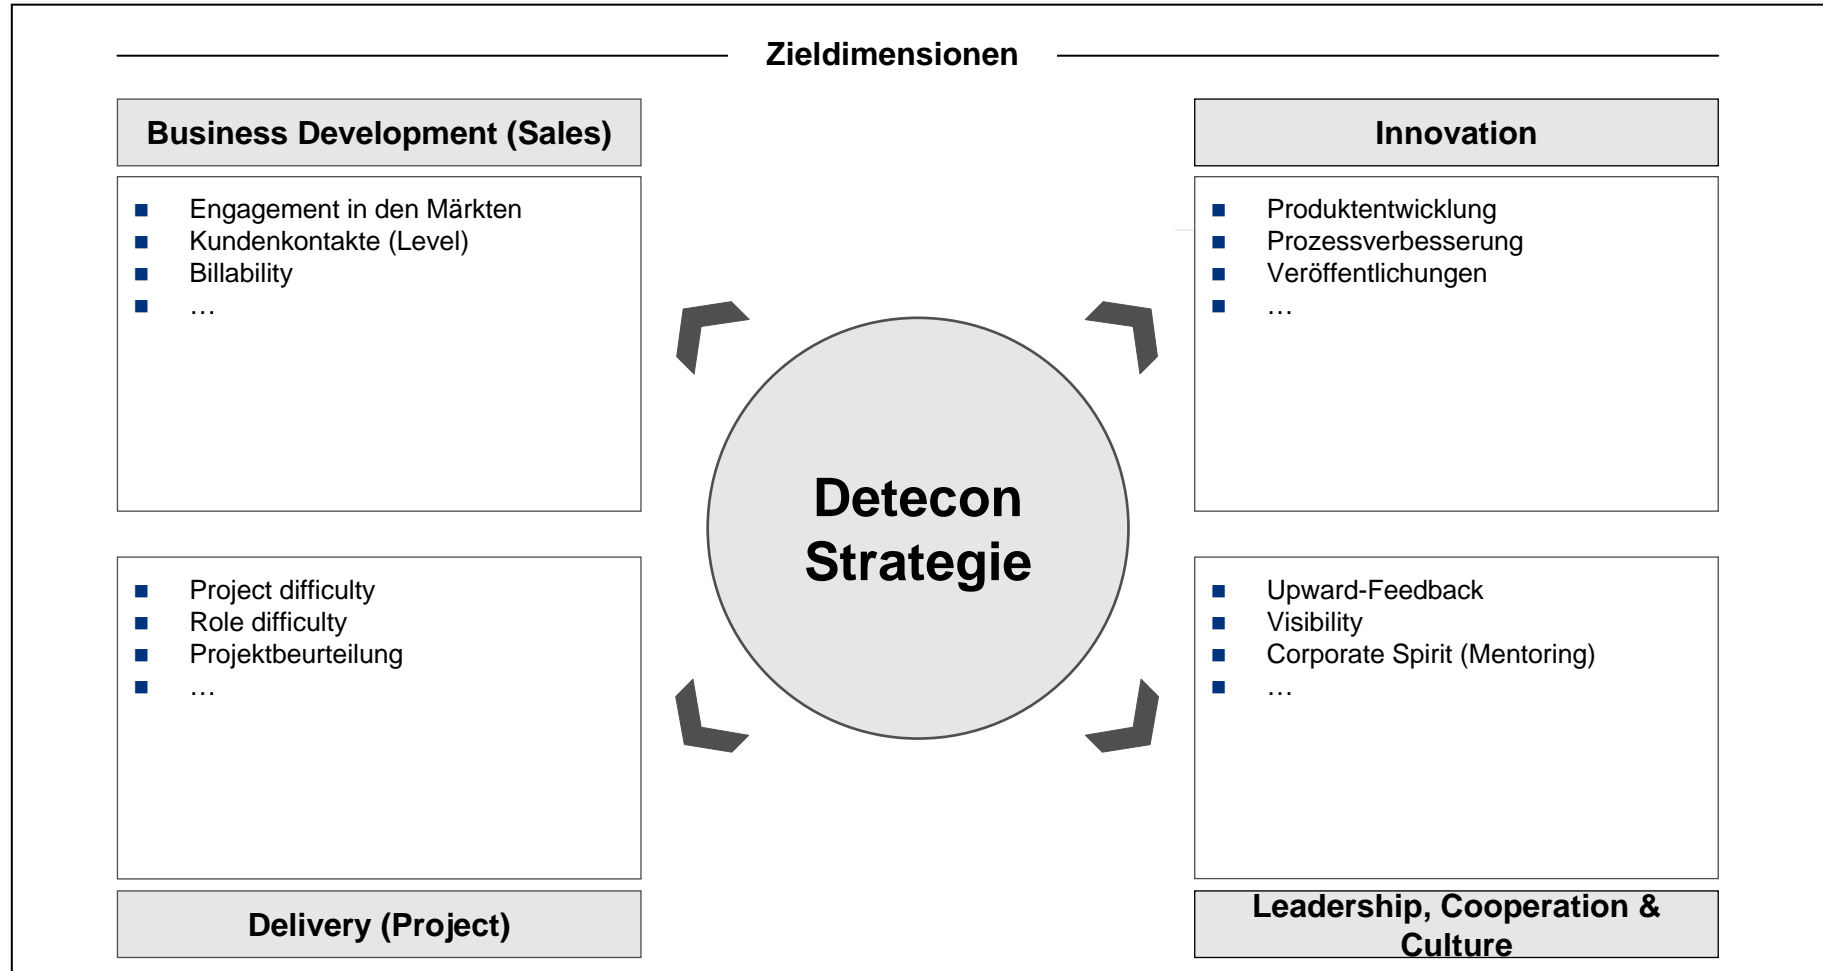 Zieldimensionen
Business Development (Sales)
Engagement in den Märkten
Kundenkontakte (Level)
Billability
…
Innovation
Produktentwicklung
Prozessverbesserung
Veröffentlichungen
…
Detecon
Strategie
Project difficulty
Role difficulty
Projektbeurteilung
…
Delivery (Project)
Upward-Feedback
Visibility
Corporate Spirit (Mentoring)
…
Leadership, Cooperation &
Culture